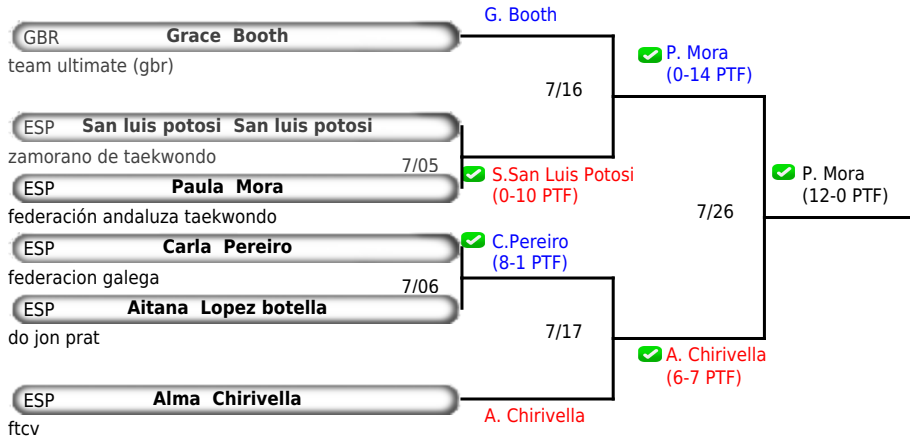 G. Booth
GBR Grace Booth
team ultimate (gbr)
P. Mora
(0-14 PTF)
7/16
ESP San luis potosi San luis potosi
zamorano de taekwondo
7/05
S.San Luis Potosi
(0-10 PTF)
ESP Paula Mora
federación andaluza taekwondo
P. Mora
(12-0 PTF)
7/26
ESP Carla Pereiro
federacion galega
C.Pereiro
(8-1 PTF)
7/06
ESP Aitana Lopez botella
do jon prat
7/17
A. Chirivella
(6-7 PTF)
ESP Alma Chirivella
ftcv
A. Chirivella